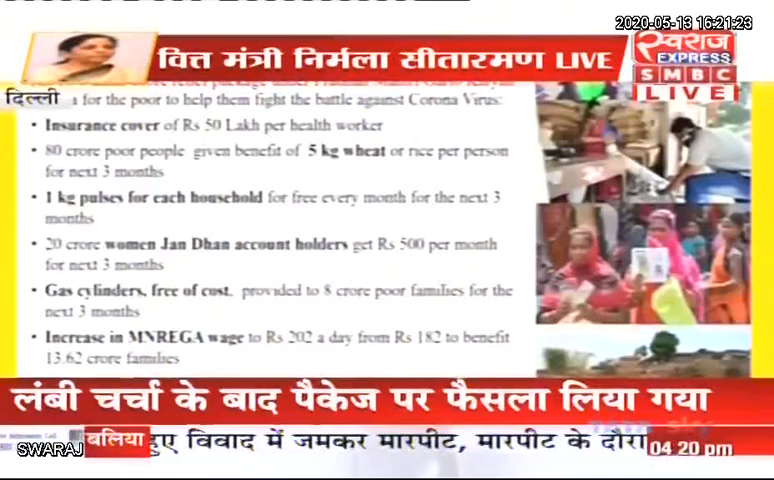 2020-05-13 16:21:23
वित्त मंत्री निर्मला सीतारमण LIVE
स्वराज
EXPRESS
SMBC
LIVE
दिल्ली
a for the poor to help them fight the battle against Corona Virus:
• Insurance cover of Rs 50 Lakh per health worker
• 80 crore poor people given benefit of 5 kg wheat or rice per person
for next 3 months
• 1 kg pulses for each household for free every month for the next 3
months
• 20 crore women Jan Dhan account holders get Rs 500 per month
for next 3 months
• Gas cylinders, free of cost, provided to 8 crore poor families for the
next 3 months
• Increase in MNREGA wage to Rs 202 a day from Rs 182 to benefit
13.62 crore families
लंबी चर्चा के बाद पैकेज पर फैसला लिया गया
SWARAJ
बलिया
हुए विवाद में जमकर मारपीट, मारपीट के दौरा
04:20 pm